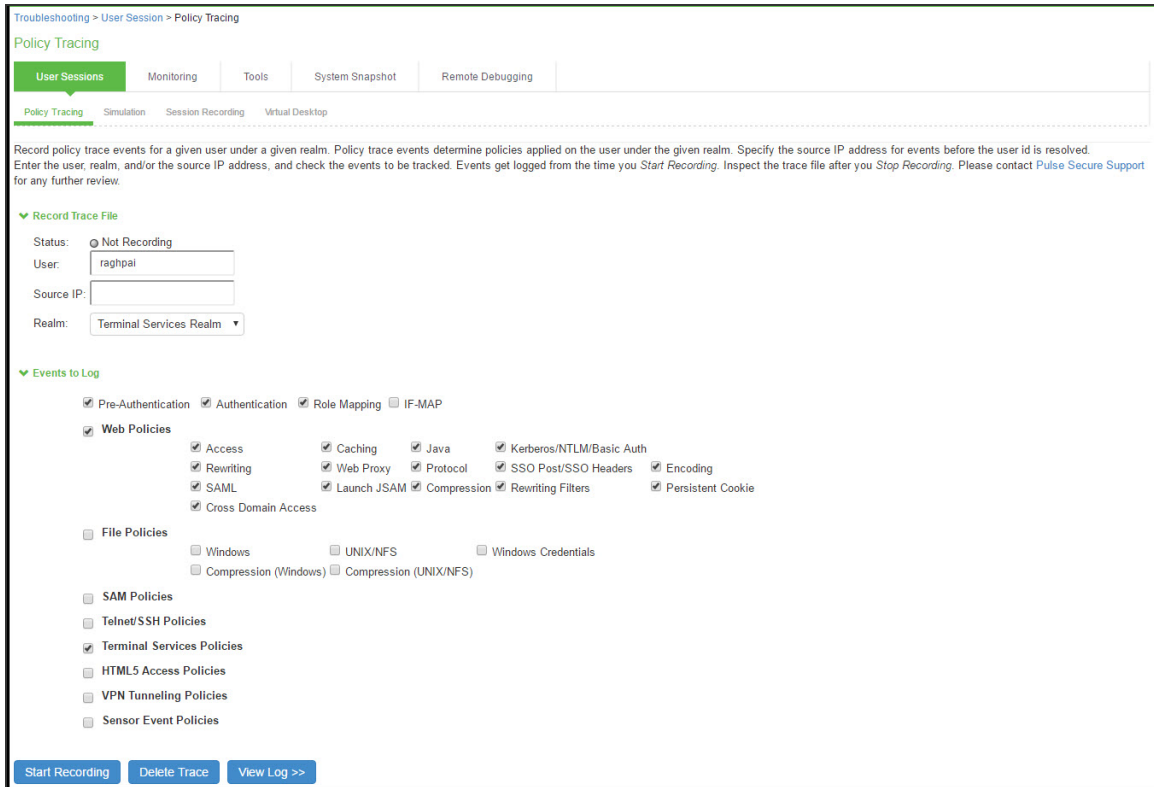 Troubleshooting > User Session > Policy Tracing
Policy Tracing
User Sessions Monitoring Tools System Snapshot Remote Debugging
Policy Tracing Simulation Session Recording Virtual Desktop
Record policy trace events for a given user under a given realm. Policy trace events determine policies applied on the user under the given realm. Specify the source IP address for events before the user id is resolved.
Enter the user, realm, and/or the source IP address, and check the events to be tracked. Events get logged from the time you Start Recording. Inspect the trace file after you Stop Recording. Please contact Pulse Secure Support
for any further review.
Record Trace File
Status: Not Recording
User: raghpai
Source IP:
Realm: Terminal Services Realm
Events to Log
Pre-Authentication Authentication Role Mapping IF-MAP
Web Policies
Access Caching Java Kerberos/NTLM/Basic Auth
Rewriting Web Proxy Protocol SSO Post/SSO Headers Encoding
SAML Launch JSAM Compression Rewriting Filters Persistent Cookie
Cross Domain Access
File Policies
Windows UNIX/NFS Windows Credentials
Compression (Windows) Compression (UNIX/NFS)
SAM Policies
Telnet/SSH Policies
Terminal Services Policies
HTML5 Access Policies
VPN Tunneling Policies
Sensor Event Policies
Start Recording Delete Trace View Log >>